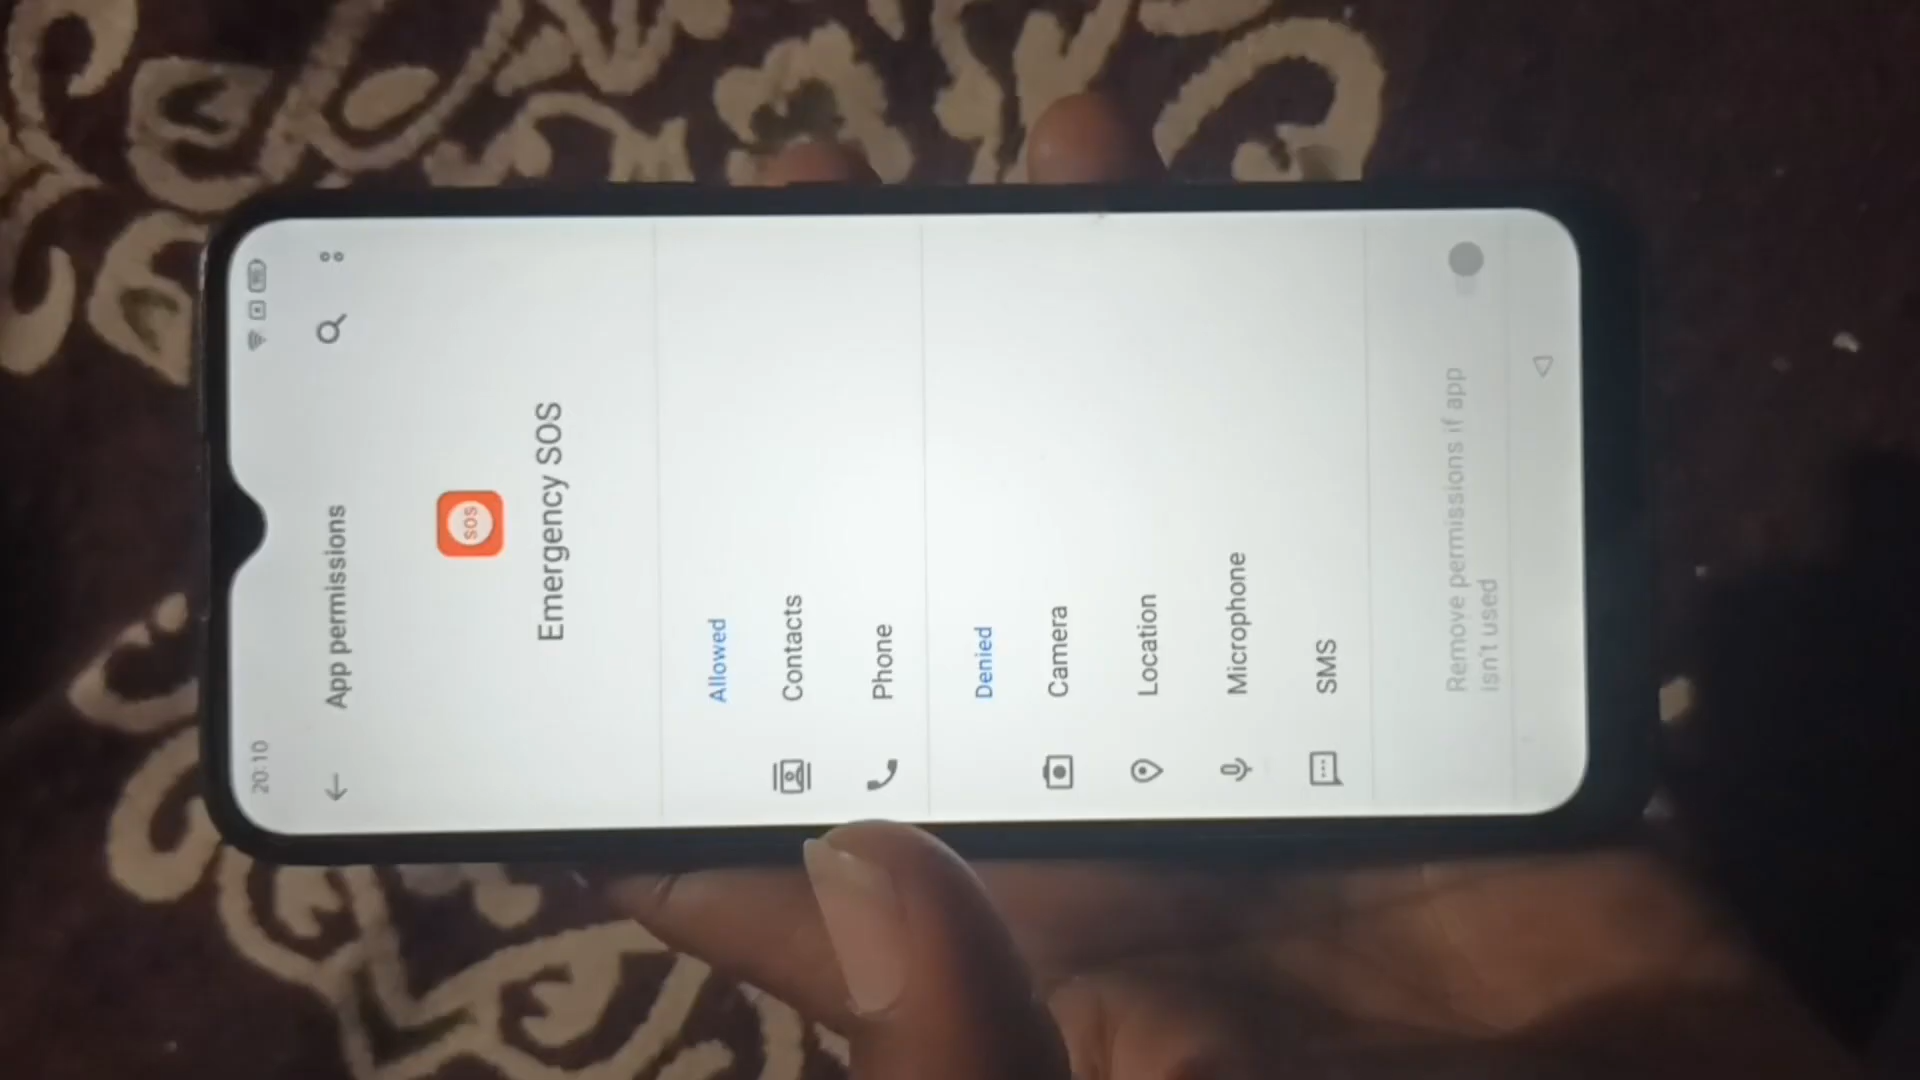 20:10
App permissions
SOS
Emergency SOS
Allowed
Contacts
Phone
Denied
Camera
Location
Microphone
SMS
Remove permissions if app
isn't used